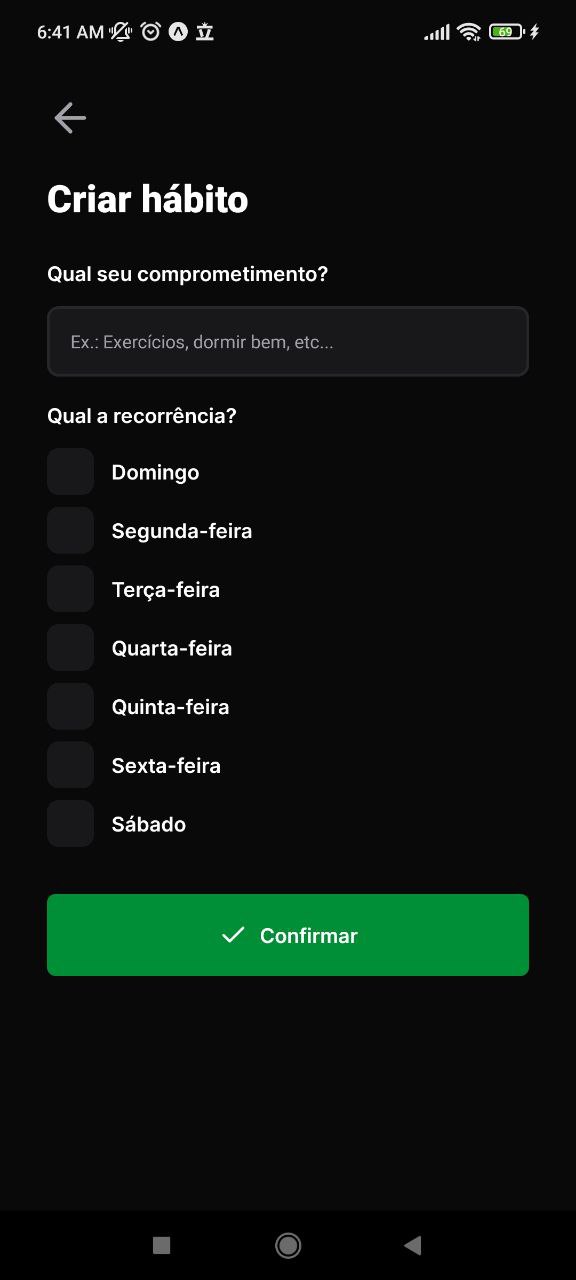 6:41 AM
69
Criar hábito
Qual seu comprometimento?
Ex.: Exercícios, dormir bem, etc...
Qual a recorrência?
Domingo
Segunda-feira
Terça-feira
Quarta-feira
Quinta-feira
Sexta-feira
Sábado
Confirmar